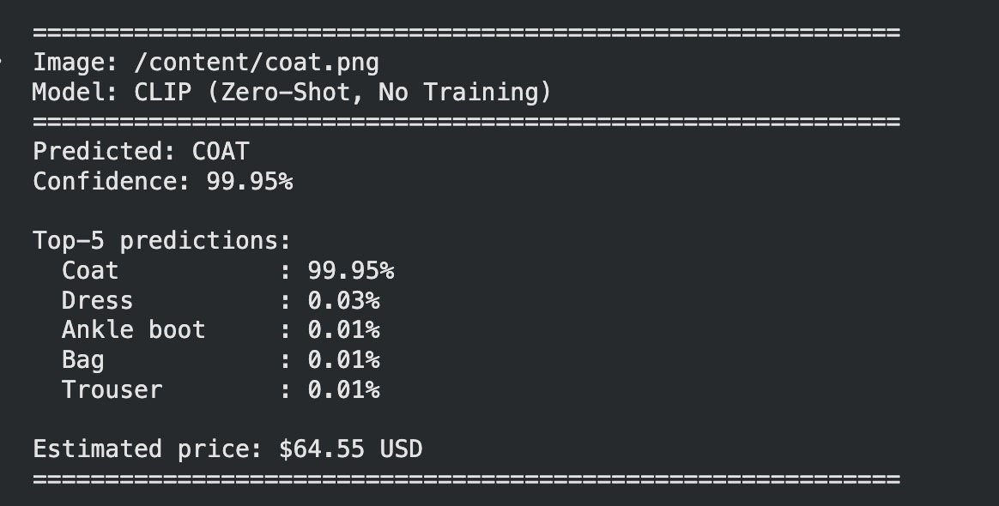 ============================================================
Image: /content/coat.png
Model: CLIP (Zero-Shot, No Training)
============================================================
Predicted: COAT
Confidence: 99.95%
Top-5 predictions:
Coat : 99.95%
Dress : 0.03%
Ankle boot : 0.01%
Bag : 0.01%
Trouser : 0.01%
Estimated price: $64.55 USD
============================================================